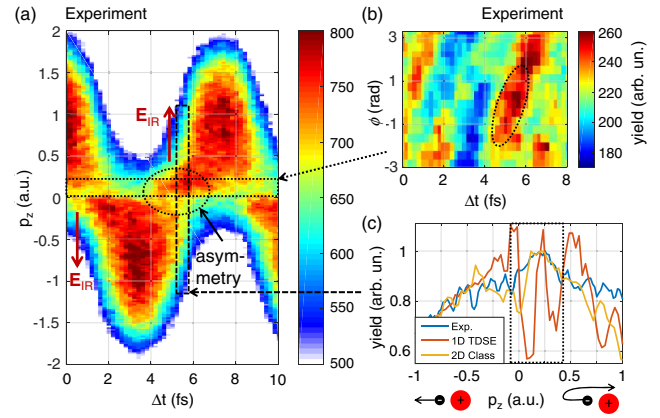 (a) Experiment
2
1.5
1
0.5
0
-0.5
-1
-1.5
-2
p_z (a.u.)
E_IR
E_IR
asym-
metry
0 2 4 6 8 10
Δt (fs)
800
750
700
650
600
550
500
(b) Experiment
3
1
-1
-3
ϕ (rad)
0 2 4 6 8
Δt (fs)
260
240
220
200
180
yield (arb. un.)
(c)
1
0.8
0.6
yield (arb. un.)
Exp.
1D TDSE
2D Class
-1 -0.5 0 0.5 1
p_z (a.u.)
- + - +